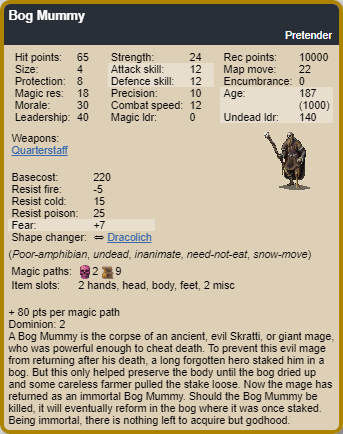 Bog Mummy
Pretender
Hit points: 65 Strength: 24 Rec points: 10000
Size: 4 Attack skill: 12 Map move: 22
Protection: 8 Defence skill: 12 Encumbrance: 0
Magic res: 18 Precision: 10 Age: 187
Morale: 30 Combat speed: 12 (1000)
Leadership: 40 Magic ldr: 0 Undead ldr: 140
Weapons:
Quarterstaff
Basecost: 220
Resist fire: -5
Resist cold: 15
Resist poison: 25
Fear: +7
Shape changer: ⇔ Dracolich
(Poor-amphibian, undead, inanimate, need-not-eat, snow-move)
Magic paths: 2 9
Item slots: 2 hands, head, body, feet, 2 misc
+ 80 pts per magic path
Dominion: 2
A Bog Mummy is the corpse of an ancient, evil Skratti, or giant mage,
who was powerful enough to cheat death. To prevent this evil mage
from returning after his death, a long forgotten hero staked him in a
bog. But this only helped preserve the body until the bog dried up
and some careless farmer pulled the stake loose. Now the mage has
returned as an immortal Bog Mummy. Should the Bog Mummy be
killed, it will eventually reform in the bog where it was once staked.
Being immortal, there is nothing left to acquire but godhood.